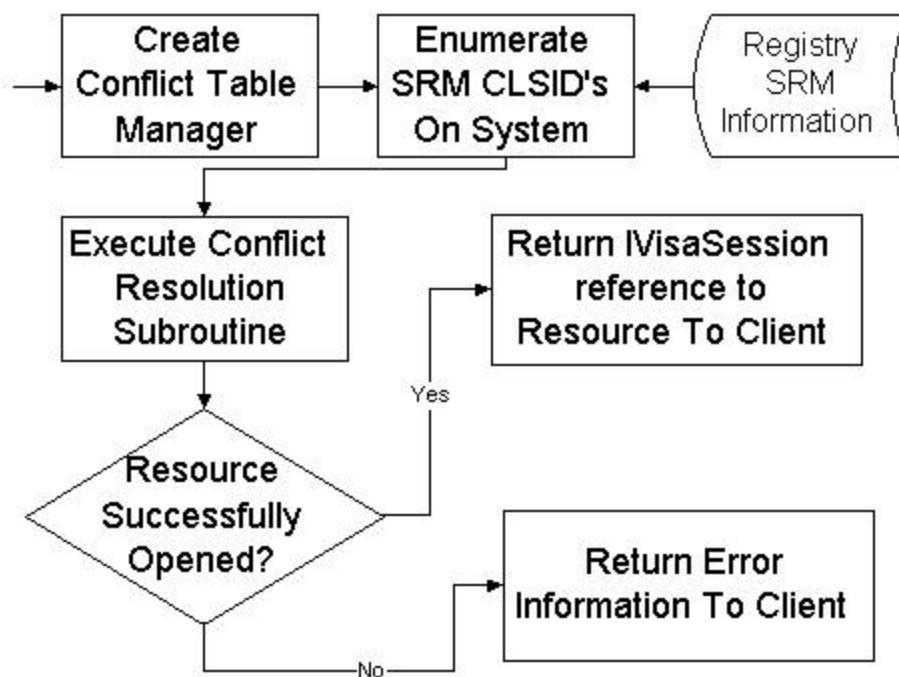 Create
Conflict Table
Manager
Enumerate
SRM CLSID's
On System
Registry
SRM
Information
Execute Conflict
Resolution
Subroutine
Return IVisaSession
reference to
Resource To Client
Yes
Resource
Successfully
Opened?
Return Error
Information To Client
No